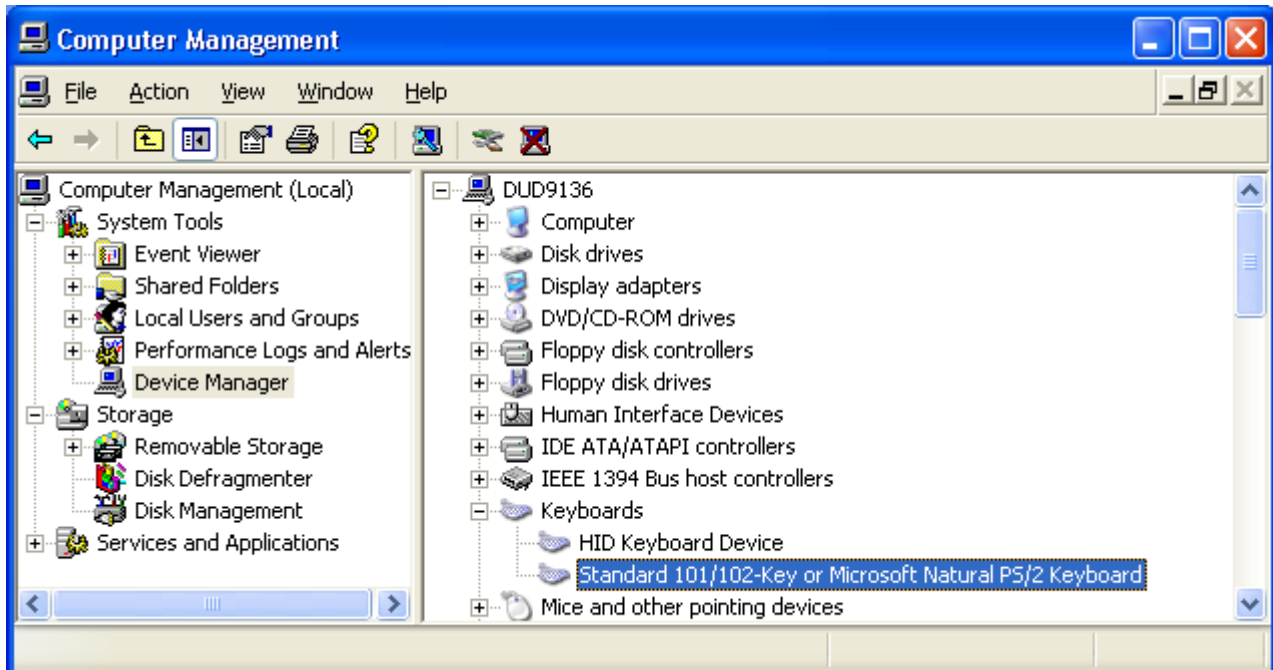 Computer Management
File Action View Window Help
Computer Management (Local)
System Tools
Event Viewer
Shared Folders
Local Users and Groups
Performance Logs and Alerts
Device Manager
Storage
Removable Storage
Disk Defragmenter
Disk Management
Services and Applications
DUD9136
Computer
Disk drives
Display adapters
DVD/CD-ROM drives
Floppy disk controllers
Floppy disk drives
Human Interface Devices
IDE ATA/ATAPI controllers
IEEE 1394 Bus host controllers
Keyboards
HID Keyboard Device
Standard 101/102-Key or Microsoft Natural PS/2 Keyboard
Mice and other pointing devices